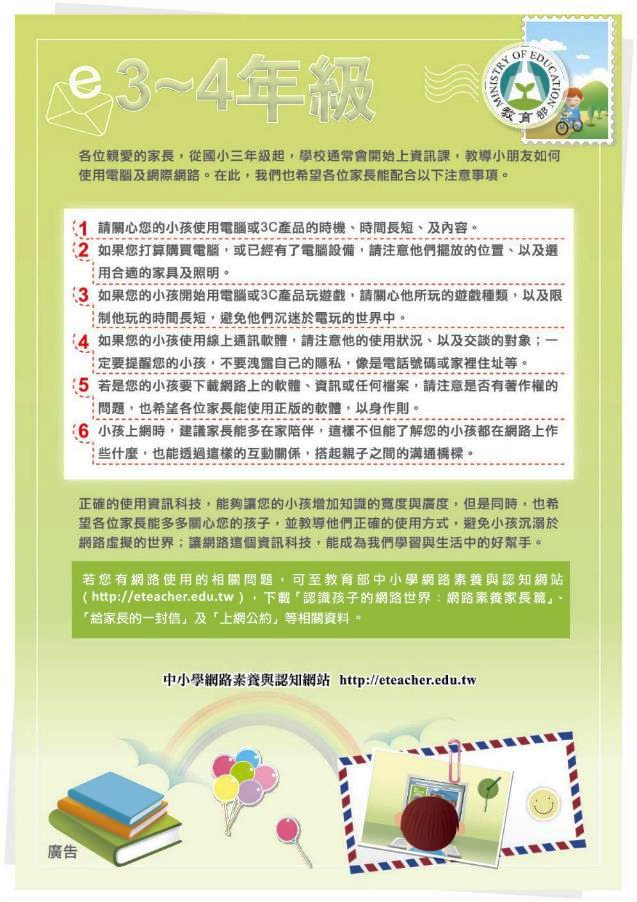 e 3~4年級
MINISTRY OF EDUCATION
教育部
各位親愛的家長，從國小三年級起，學校通常會開始上資訊課，教導小朋友如何
使用電腦及網際網路。在此，我們也希望各位家長能配合以下注意事項。
1 請關心您的小孩使用電腦或3C產品的時機、時間長短、及內容。
2 如果您打算購買電腦，或已經有了電腦設備，請注意他們擺放的位置、以及選
用合適的家具及照明。
3 如果您的小孩開始用電腦或3C產品玩遊戲，請關心他所玩的遊戲種類，以及限
制他玩的時間長短，避免他們沉迷於電玩的世界中。
4 如果您的小孩使用線上通訊軟體，請注意他的使用狀況、以及交談的對象；一
定要提醒您的小孩，不要洩露自己的隱私，像是電話號碼或家裡住址等。
5 若是您的小孩要下載網路上的軟體、資訊或任何檔案，請注意是否有著作權的
問題，也希望各位家長能使用正版的軟體，以身作則。
6 小孩上網時，建議家長能多在家陪伴，這樣不但能了解您的小孩都在網路上作
些什麼，也能透過這樣的互動關係，搭起親子之間的溝通橋樑。
正確的使用資訊科技，能夠讓您的小孩增加知識的寬度與廣度，但是同時，也希
望各位家長能多多關心您的孩子，並教導他們正確的使用方式，避免小孩沉溺於
網路虛擬的世界；讓網路這個資訊科技，能成為我們學習與生活中的好幫手。
若您有網路使用的相關問題，可至教育部中小學網路素養與認知網站
（http://eteacher.edu.tw），下載「認識孩子的網路世界：網路素養家長篇」、
「給家長的一封信」及「上網公約」等相關資料。
中小學網路素養與認知網站 http://eteacher.edu.tw
廣告